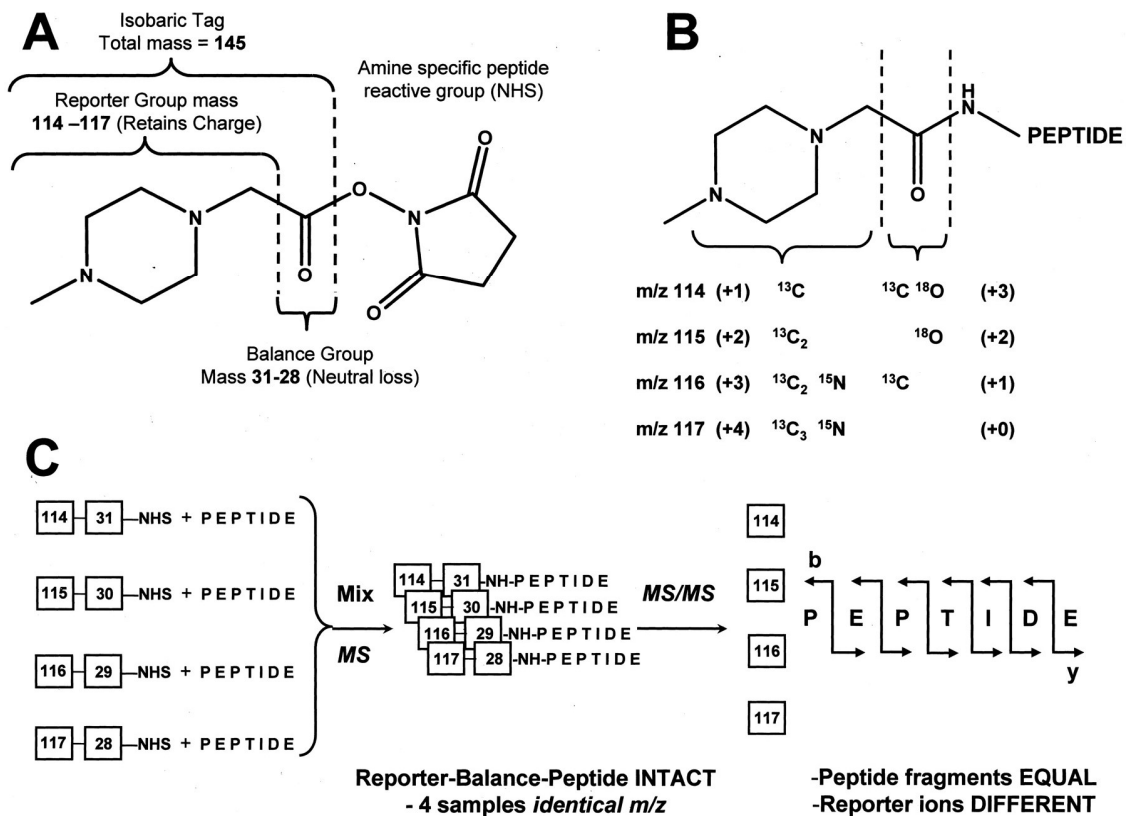 A
Isobaric Tag
Total mass = 145
Reporter Group mass
114 –117 (Retains Charge)
Amine specific peptide
reactive group (NHS)
N
N
O
O
N
O
O
Balance Group
Mass 31-28 (Neutral loss)
B
N
N
O
H
N
PEPTIDE
m/z 114 (+1) ¹³C ¹³C ¹⁸O (+3)
m/z 115 (+2) ¹³C₂ ¹⁸O (+2)
m/z 116 (+3) ¹³C₂ ¹⁵N ¹³C (+1)
m/z 117 (+4) ¹³C₃ ¹⁵N (+0)
C
114 31 NHS + PEPTIDE
115 30 NHS + PEPTIDE
116 29 NHS + PEPTIDE
117 28 NHS + PEPTIDE
Mix
MS
114 31 -NH-PEPTIDE
115 30 -NH-PEPTIDE
116 29 -NH-PEPTIDE
117 28 -NH-PEPTIDE
MS/MS
114
115
116
117
b
P E P T I D E
y
Reporter-Balance-Peptide INTACT
- 4 samples identical m/z
-Peptide fragments EQUAL
-Reporter ions DIFFERENT